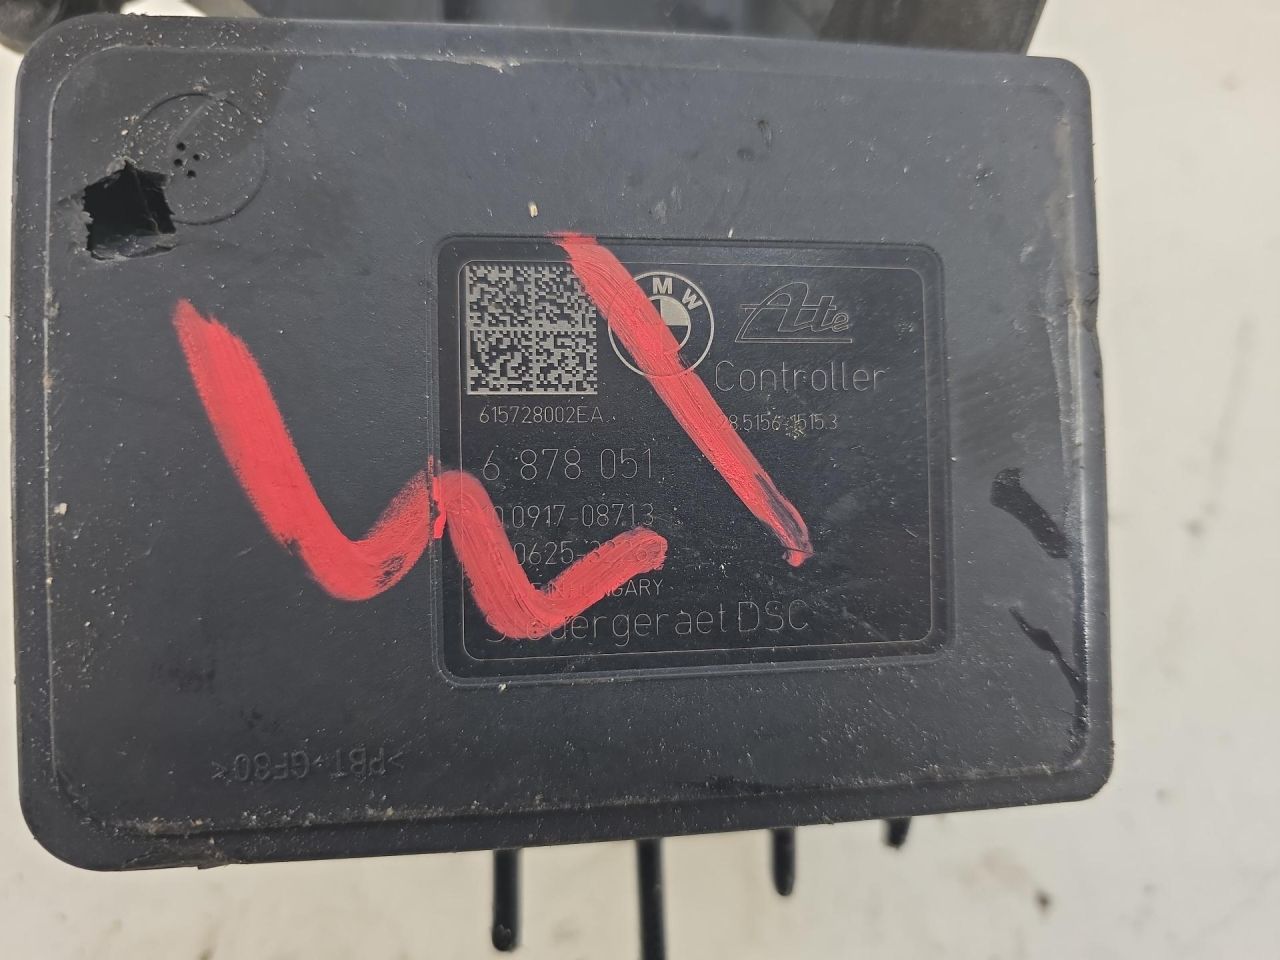 BMW
Ate
Controller
615728002EA
28.5156-1515.3
6 878 051
10.0917-08713
IN HUNGARY
Steuergeraet DSC
>PBT-GF30<